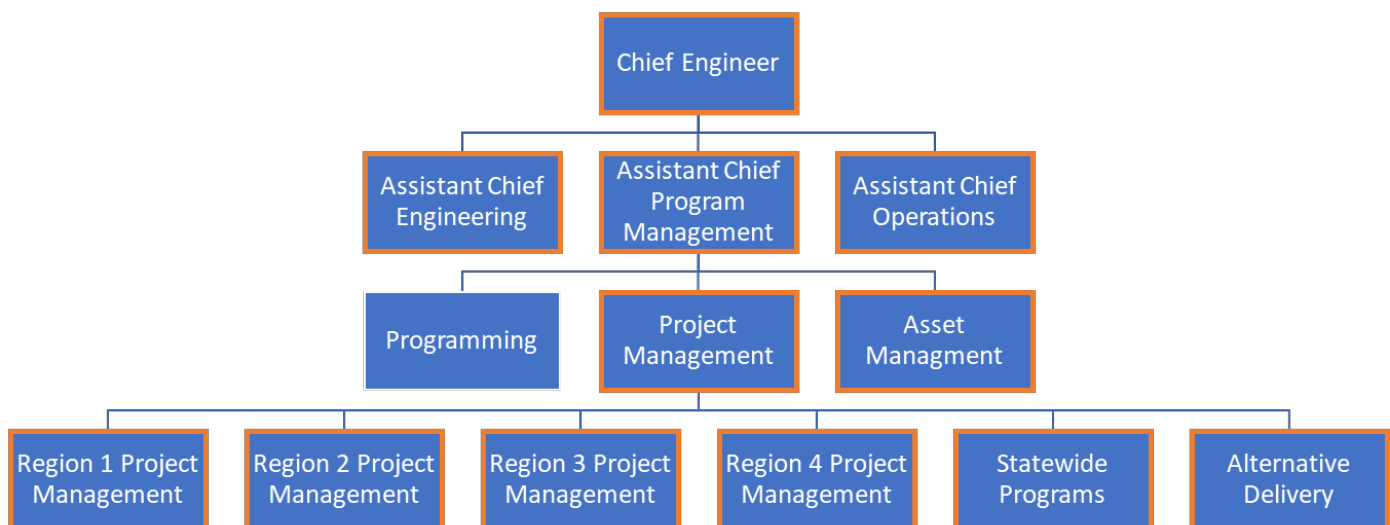 Chief Engineer
Assistant Chief
Engineering
Assistant Chief
Program
Management
Assistant Chief
Operations
Programming
Project
Management
Asset
Managment
Region 1 Project
Management
Region 2 Project
Management
Region 3 Project
Management
Region 4 Project
Management
Statewide
Programs
Alternative
Delivery